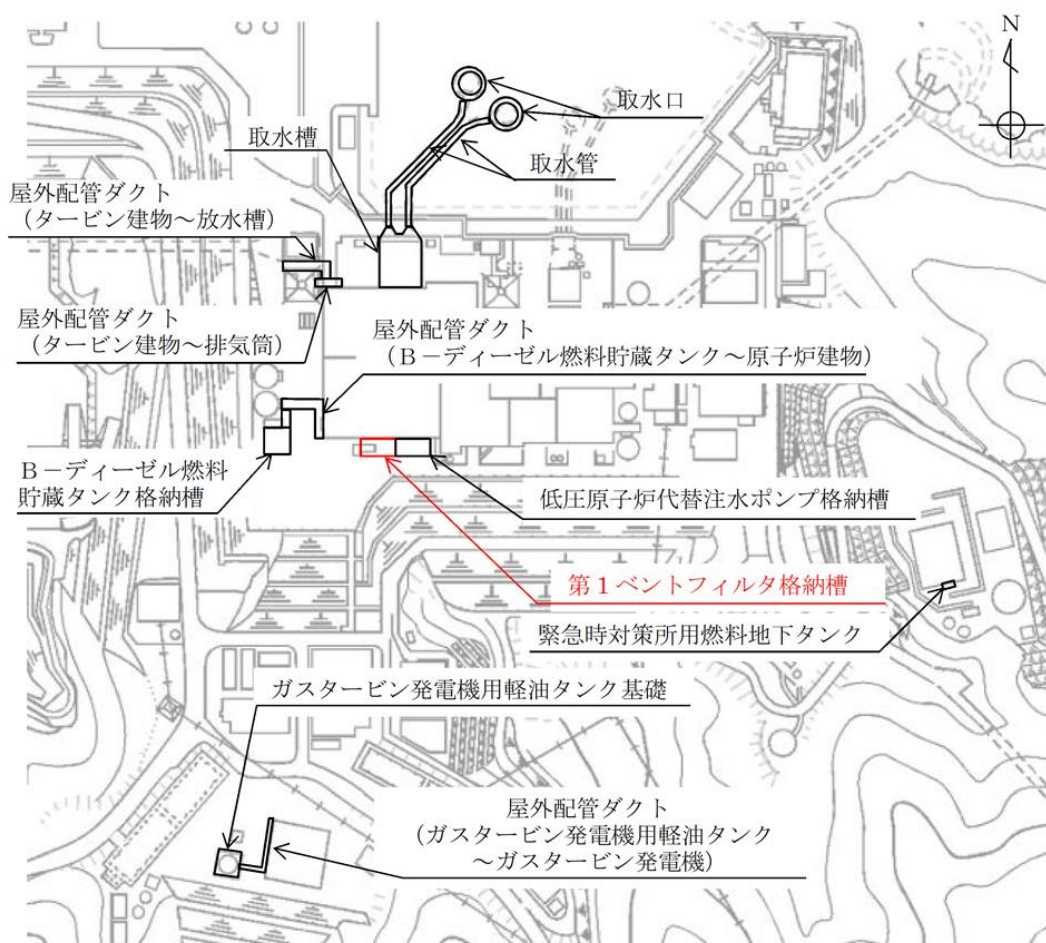 N
取水口
取水槽
取水管
屋外配管ダクト
（タービン建物～放水槽）
屋外配管ダクト
（タービン建物～排気筒）
屋外配管ダクト
（Ｂ－ディーゼル燃料貯蔵タンク～原子炉建物）
Ｂ－ディーゼル燃料
貯蔵タンク格納槽
低圧原子炉代替注水ポンプ格納槽
第１ベントフィルタ格納槽
緊急時対策所用燃料地下タンク
ガスタービン発電機用軽油タンク基礎
屋外配管ダクト
（ガスタービン発電機用軽油タンク
～ガスタービン発電機）